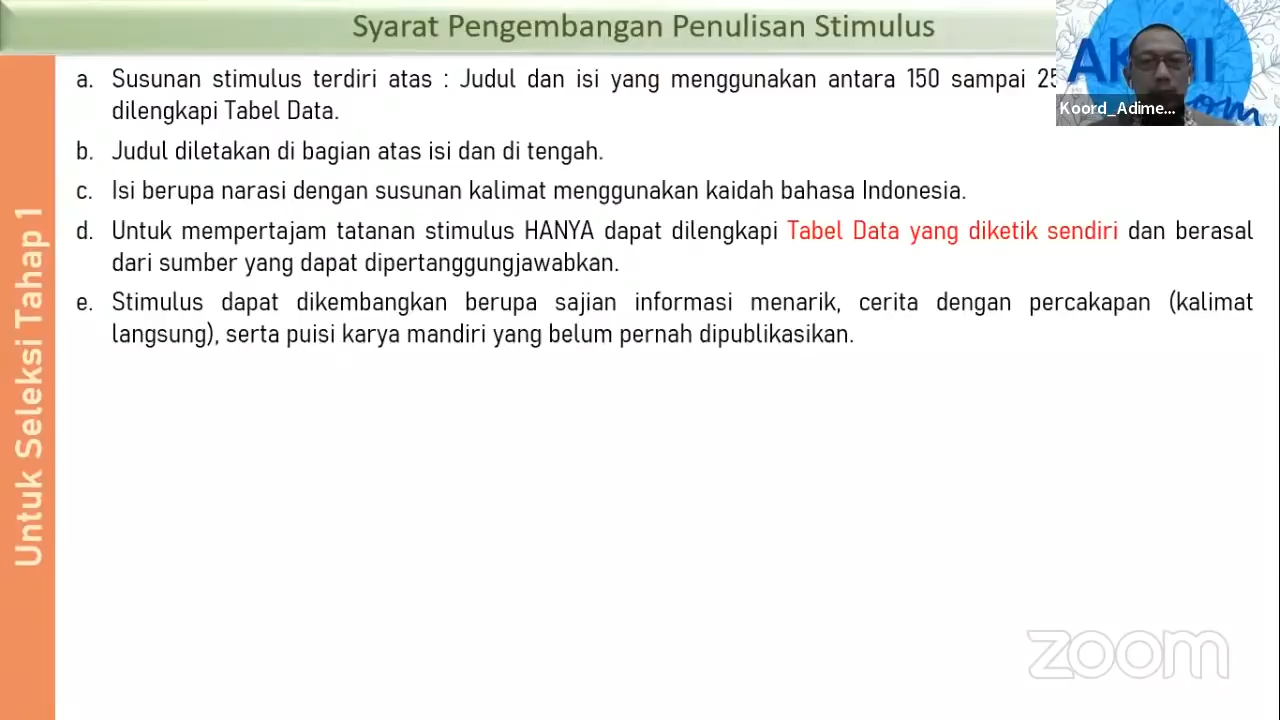 Syarat Pengembangan Penulisan Stimulus
a. Susunan stimulus terdiri atas : Judul dan isi yang menggunakan antara 150 sampai
dilengkapi Tabel Data.
b. Judul diletakan di bagian atas isi dan di tengah.
c. Isi berupa narasi dengan susunan kalimat menggunakan kaidah bahasa Indonesia.
d. Untuk mempertajam tatanan stimulus HANYA dapat dilengkapi Tabel Data yang diketik sendiri dan berasal
dari sumber yang dapat dipertanggungjawabkan.
e. Stimulus dapat dikembangkan berupa sajian informasi menarik, cerita dengan percakapan (kalimat
langsung), serta puisi karya mandiri yang belum pernah dipublikasikan.
Untuk Seleksi Tahap 1
Koord_Adime...
zoom